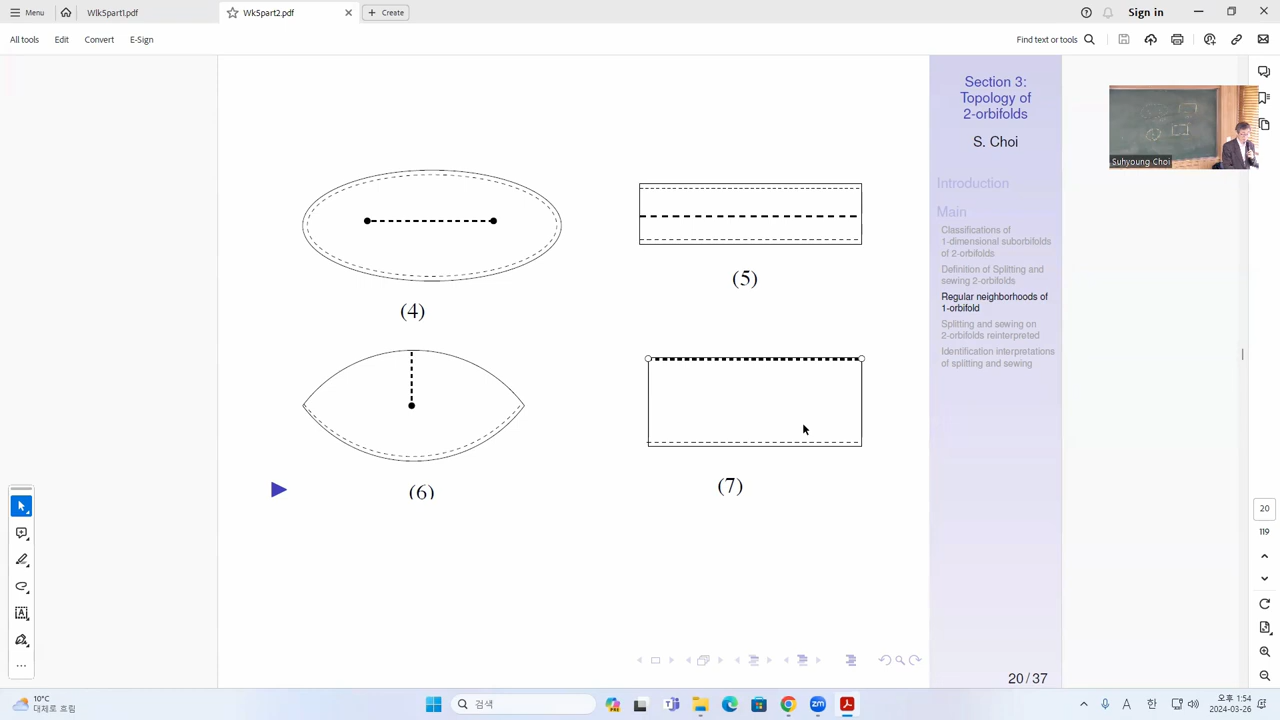 Menu
Wk5part1.pdf
Wk5part2.pdf
Create
Sign in
All tools
Edit
Convert
E-Sign
Find text or tools
(4)
(5)
(6)
(7)
Section 3:
Topology of
2-orbifolds
S. Choi
Introduction
Main
Classifications of
1-dimensional suborbifolds
of 2-orbifolds
Definition of Splitting and
sewing 2-orbifolds
Regular neighborhoods of
1-orbifold
Splitting and sewing on
2-orbifolds reinterpreted
Identification interpretations
of splitting and sewing
20 / 37
Suhyoung Choi
20
119
10°C
대체로 흐림
검색
A
한
오후 1:54
2024-03-26